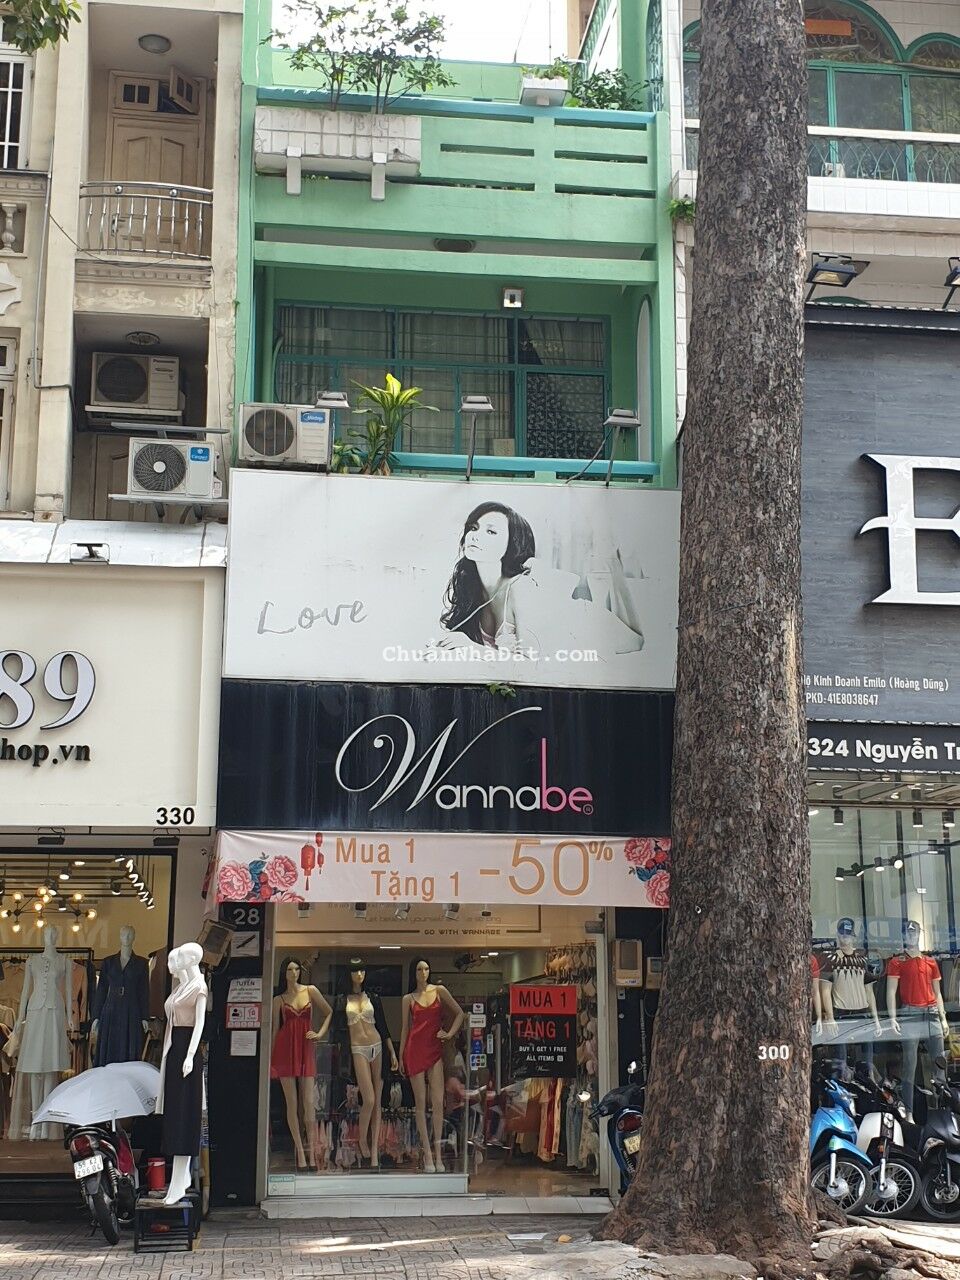 Love
ChuẩnNhàĐất.com
89
hop.vn
330
Wannabe
Mua 1
Tặng 1
-50%
28
GO WITH WANNABE
TUYỂN
MUA 1
TẶNG 1
BUY 1 GET 1 FREE
ALL ITEMS
E
Hộ Kinh Doanh Emilo (Hoàng Dũng)
PKD-41E8038647
324 Nguyễn Tr
300